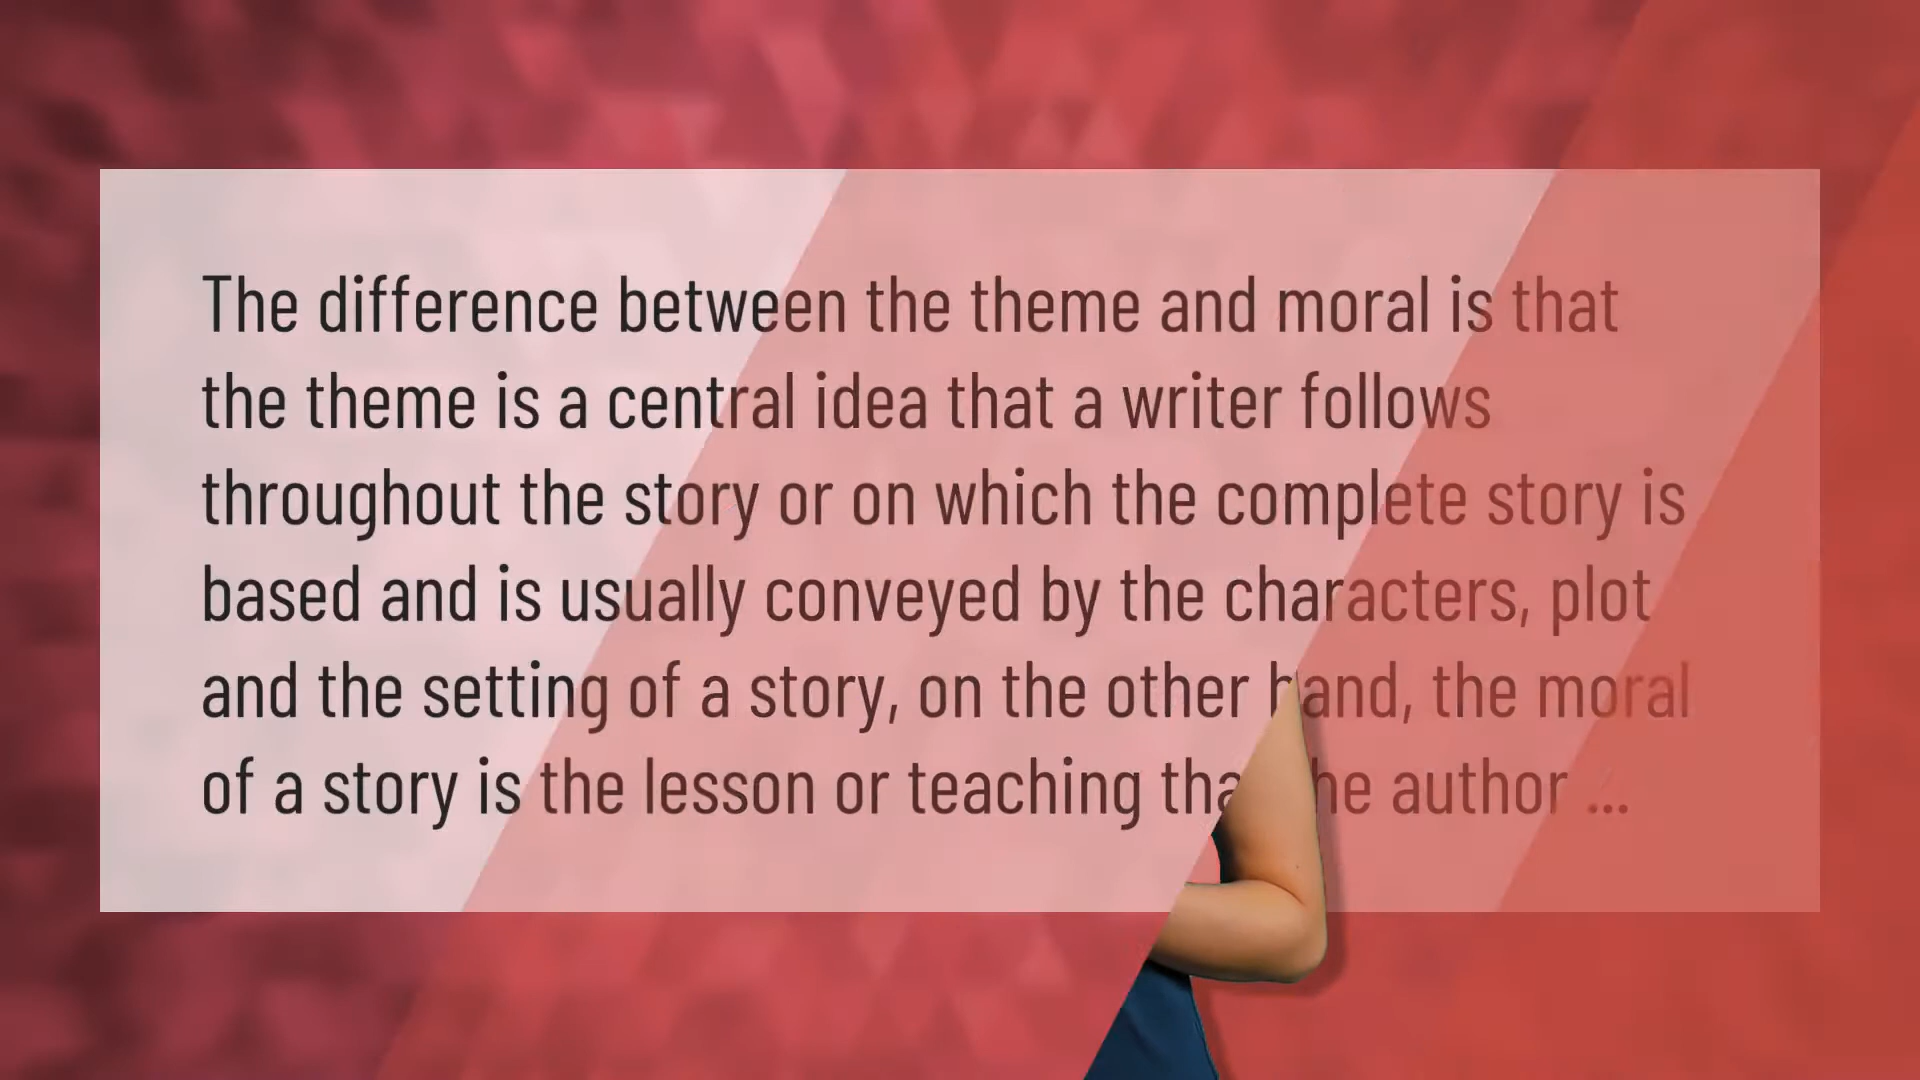 The difference between the theme and moral is that
the theme is a central idea that a writer follows
throughout the story or on which the complete story is
based and is usually conveyed by the characters, plot
and the setting of a story, on the other hand, the moral
of a story is the lesson or teaching that the author ...